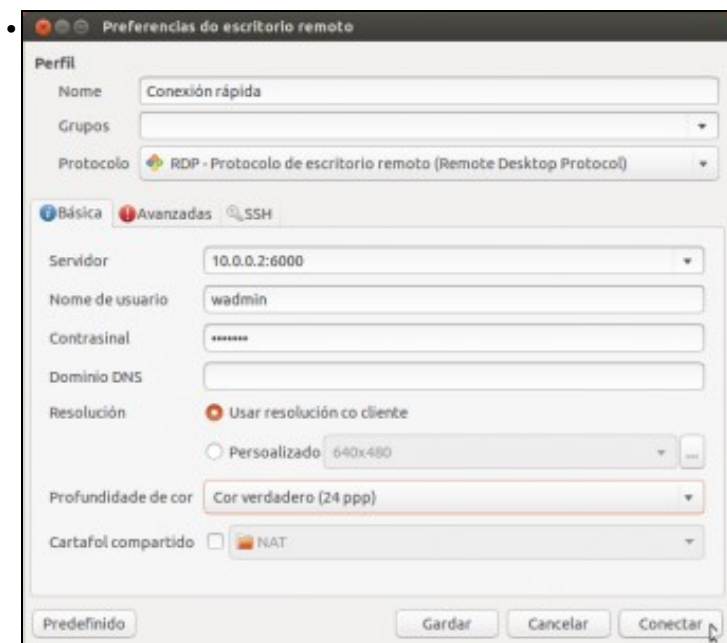 Preferencias do escritorio remoto
Perfil
Nome Conexión rápida
Grupos
Protocolo RDP - Protocolo de escritorio remoto (Remote Desktop Protocol)
Básica Avanzadas SSH
Servidor 10.0.0.2:6000
Nome de usuario wadmin
Contrasinal •••••••
Dominio DNS
Resolución Usar resolución co cliente
Persoalizado 640x480 ...
Profundidade de cor Cor verdadero (24 ppp)
Cartafol compartido NAT
Predefinido Gardar Cancelar Conectar